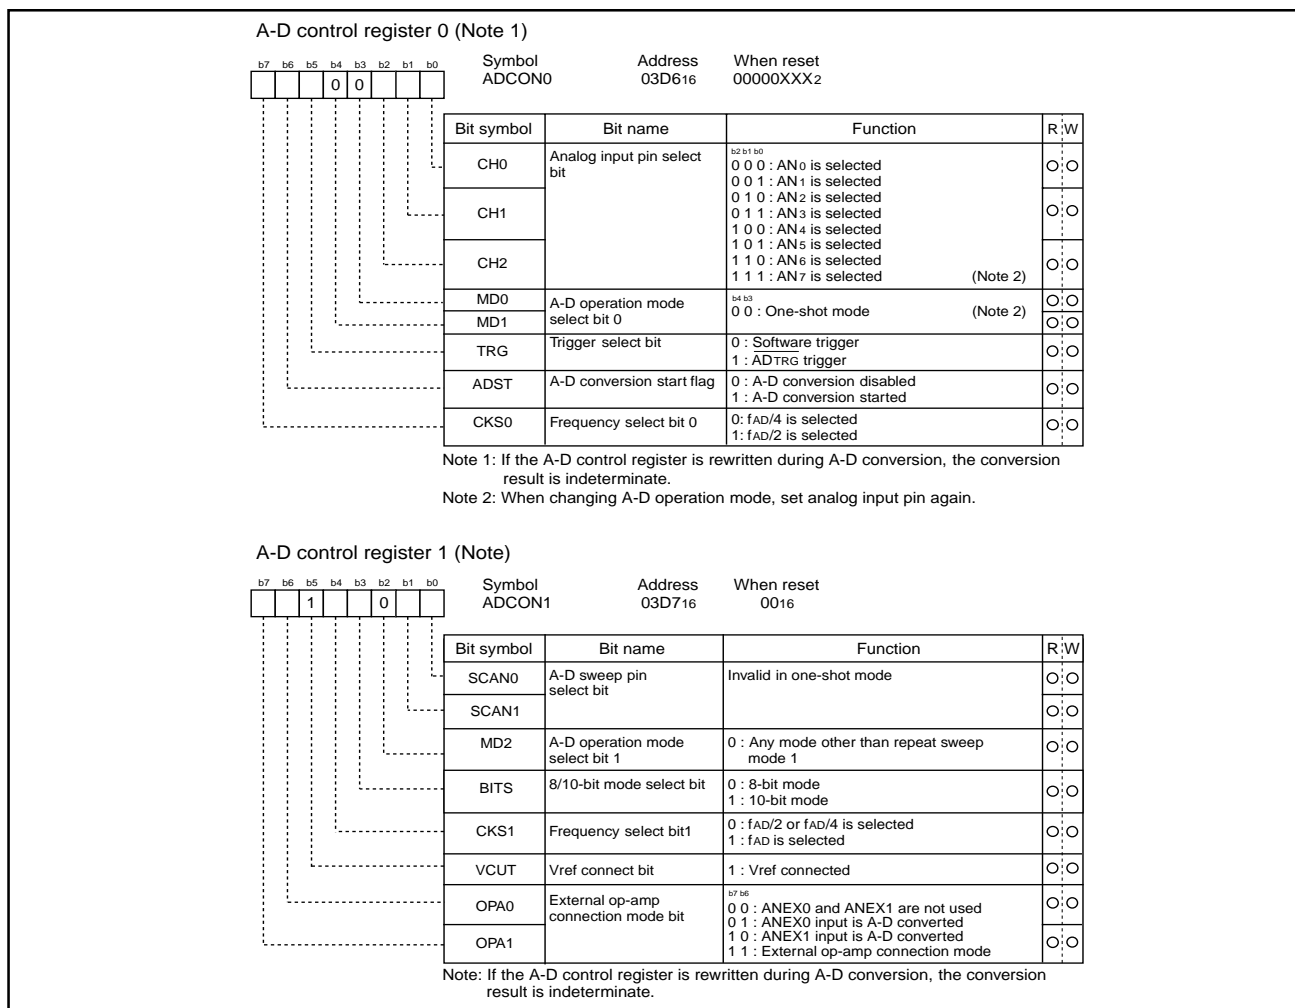 A-D control register 0 (Note 1)
Symbol Address When reset
b7 b6 b5 b4 b3 b2 b1 b0
0 0
ADCON0 03D616 00000XXX2
Bit symbol Bit name Function R W
CH0 Analog input pin select bit
b2 b1 b0
0 0 0 : AN0 is selected
0 0 1 : AN1 is selected
0 1 0 : AN2 is selected
CH1
0 1 1 : AN3 is selected
1 0 0 : AN4 is selected
1 0 1 : AN5 is selected
CH2
1 1 0 : AN6 is selected
1 1 1 : AN7 is selected (Note 2)
MD0 A-D operation mode
select bit 0
b4 b3
0 0 : One-shot mode (Note 2)
MD1
TRG Trigger select bit
0 : Software trigger
1 : ADTRG trigger
ADST A-D conversion start flag
0 : A-D conversion disabled
1 : A-D conversion started
CKS0 Frequency select bit 0
0: fAD/4 is selected
1: fAD/2 is selected
Note 1: If the A-D control register is rewritten during A-D conversion, the conversion
result is indeterminate.
Note 2: When changing A-D operation mode, set analog input pin again.
A-D control register 1 (Note)
Symbol Address When reset
b7 b6 b5 b4 b3 b2 b1 b0
1 0
ADCON1 03D716 0016
Bit symbol Bit name Function R W
SCAN0 A-D sweep pin
select bit
Invalid in one-shot mode
SCAN1
MD2 A-D operation mode
select bit 1
0 : Any mode other than repeat sweep
mode 1
BITS 8/10-bit mode select bit
0 : 8-bit mode
1 : 10-bit mode
CKS1 Frequency select bit1
0 : fAD/2 or fAD/4 is selected
1 : fAD is selected
VCUT Vref connect bit
1 : Vref connected
OPA0 External op-amp
connection mode bit
b7 b6
0 0 : ANEX0 and ANEX1 are not used
0 1 : ANEX0 input is A-D converted
OPA1
1 0 : ANEX1 input is A-D converted
1 1 : External op-amp connection mode
Note: If the A-D control register is rewritten during A-D conversion, the conversion
result is indeterminate.